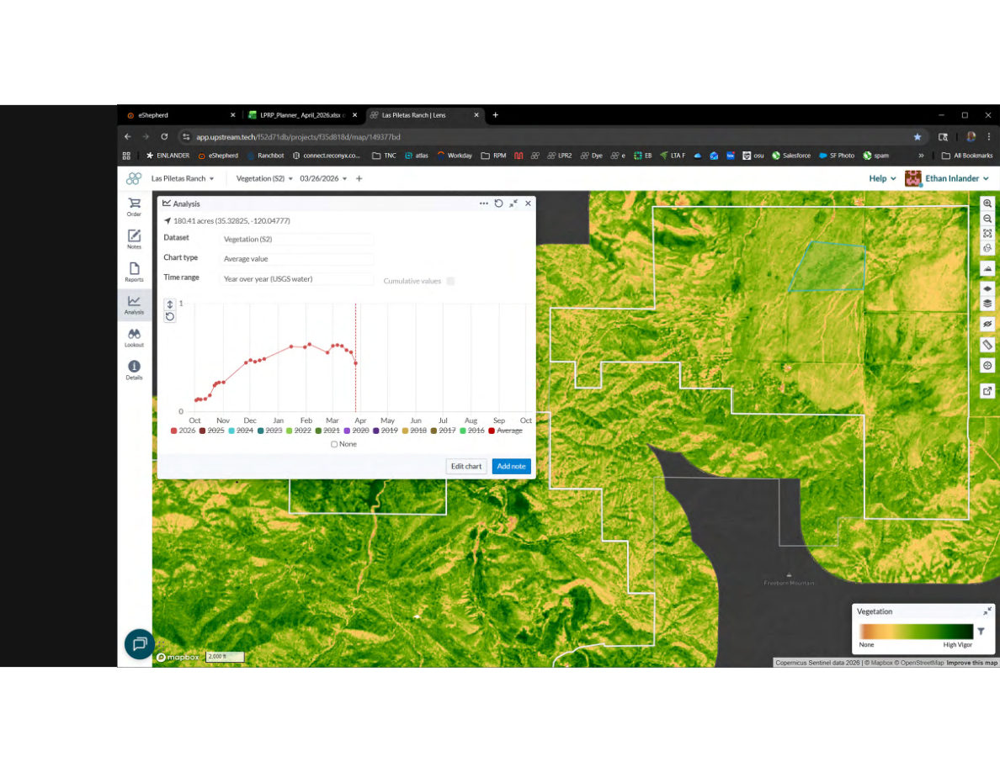 eShepherd
LPRP_Planner_ April_2026.xlsx
Las Piletas Ranch | Lens
app.upstream.tech/f52d71db/projects/f35d818d/map/149377bd
EINLANDER eShepherd Ranchbot connect.reconyx.co... TNC atlas Workday RPM LPR2 Dye e EB LTA F osu Salesforce SF Photo spam » All Bookmarks
Las Piletas Ranch Vegetation (S2) 03/26/2026 +
Help Ethan Inlander
Order
Notes
Reports
Analysis
Lookout
Details
Analysis
180.41 acres (35.32825, -120.04777)
Dataset Vegetation (S2)
Chart type Average value
Time range Year over year (USGS water) Cumulative values
1
0
Oct Nov Dec Jan Feb Mar Apr May Jun Jul Aug Sep Oct
2026 2025 2024 2023 2022 2021 2020 2019 2018 2017 2016 Average
None
Edit chart Add note
Freeborn Mountain
Vegetation
None High Vigor
mapbox 2,000 ft
Copernicus Sentinel data 2026 | © Mapbox © OpenStreetMap Improve this map